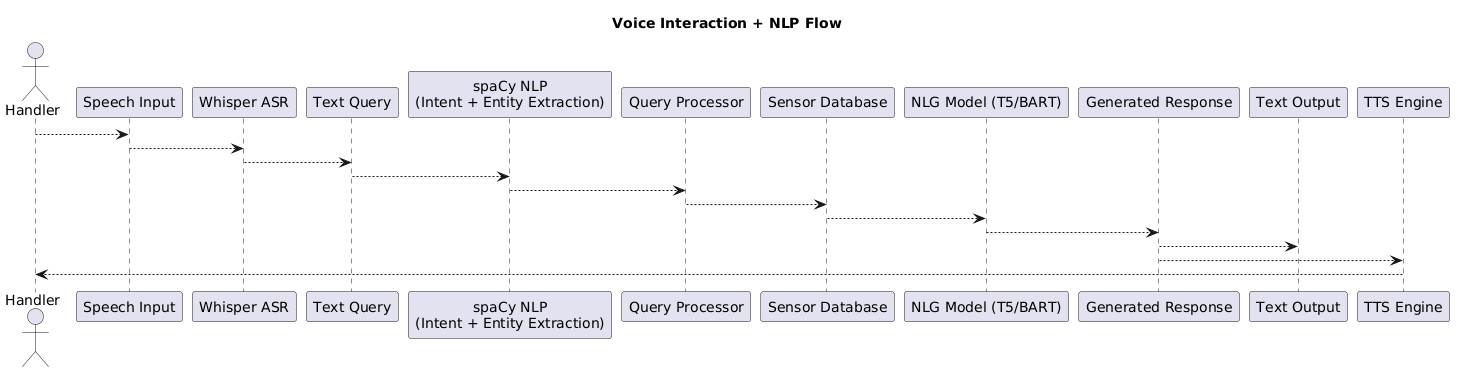 Voice Interaction + NLP Flow
Handler
Speech Input
Whisper ASR
Text Query
spaCy NLP
(Intent + Entity Extraction)
Query Processor
Sensor Database
NLG Model (T5/BART)
Generated Response
Text Output
TTS Engine
Handler
Speech Input
Whisper ASR
Text Query
spaCy NLP
(Intent + Entity Extraction)
Query Processor
Sensor Database
NLG Model (T5/BART)
Generated Response
Text Output
TTS Engine